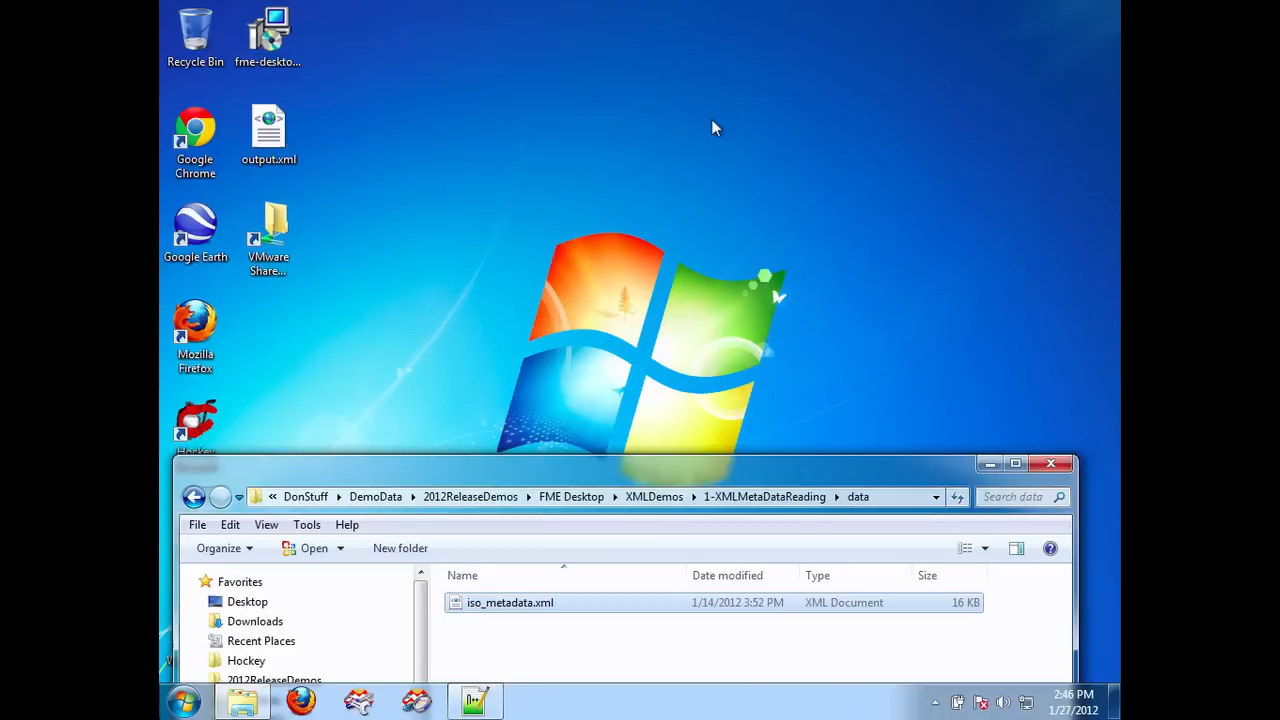 Recycle Bin
fme-deskto...
Google
Chrome
output.xml
Google Earth
VMware
Share...
Mozilla
Firefox
Hockey
« DonStuff DemoData 2012ReleaseDemos FME Desktop XMLDemos 1-XMLMetaDataReading data
Search data
File Edit View Tools Help
Organize Open New folder
Name Date modified Type Size
Favorites
iso_metadata.xml 1/14/2012 3:52 PM XML Document 16 KB
Desktop
Downloads
Recent Places
Hockey
2012ReleaseDemos
2:46 PM
1/27/2012